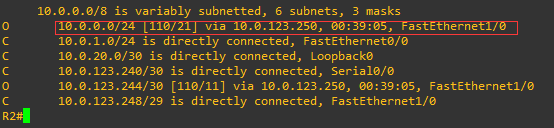 10.0.0.0/8 is variably subnetted, 6 subnets, 3 masks
O 10.0.0.0/24 [110/21] via 10.0.123.250, 00:39:05, FastEthernet1/0
C 10.0.1.0/24 is directly connected, FastEthernet0/0
C 10.0.20.0/30 is directly connected, Loopback0
C 10.0.123.240/30 is directly connected, Serial0/0
O 10.0.123.244/30 [110/11] via 10.0.123.250, 00:39:05, FastEthernet1/0
C 10.0.123.248/29 is directly connected, FastEthernet1/0
R2#